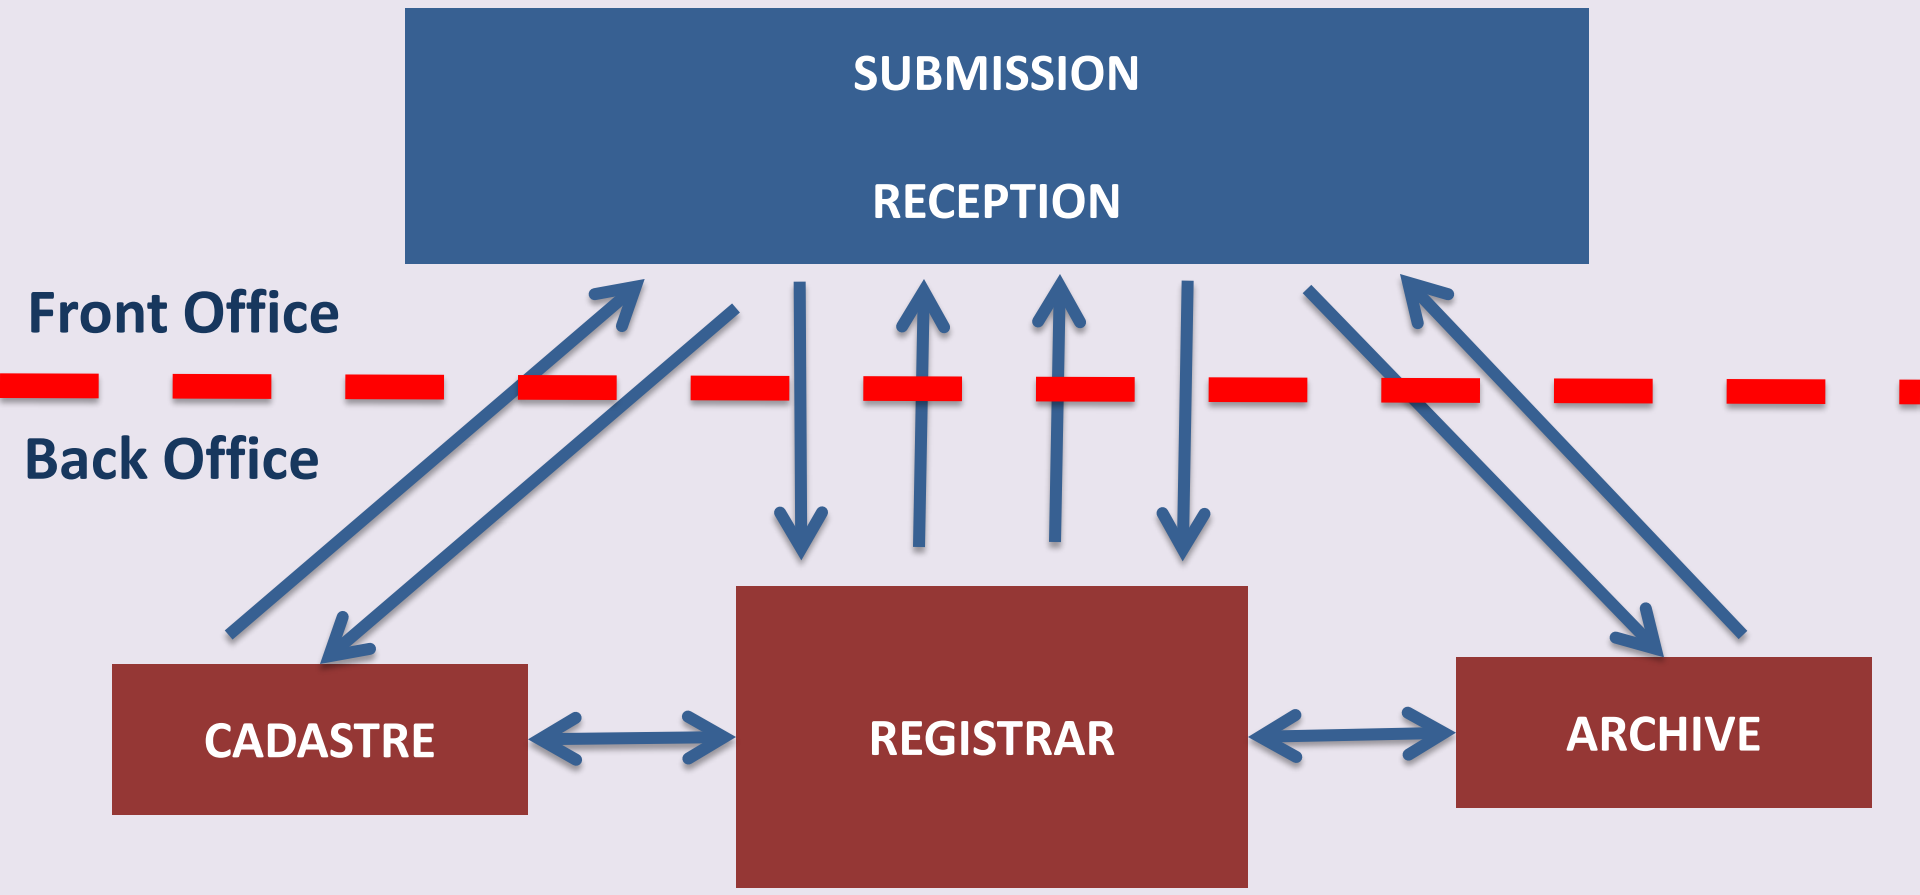 SUBMISSION
RECEPTION
Front Office
Back Office
CADASTRE
REGISTRAR
ARCHIVE